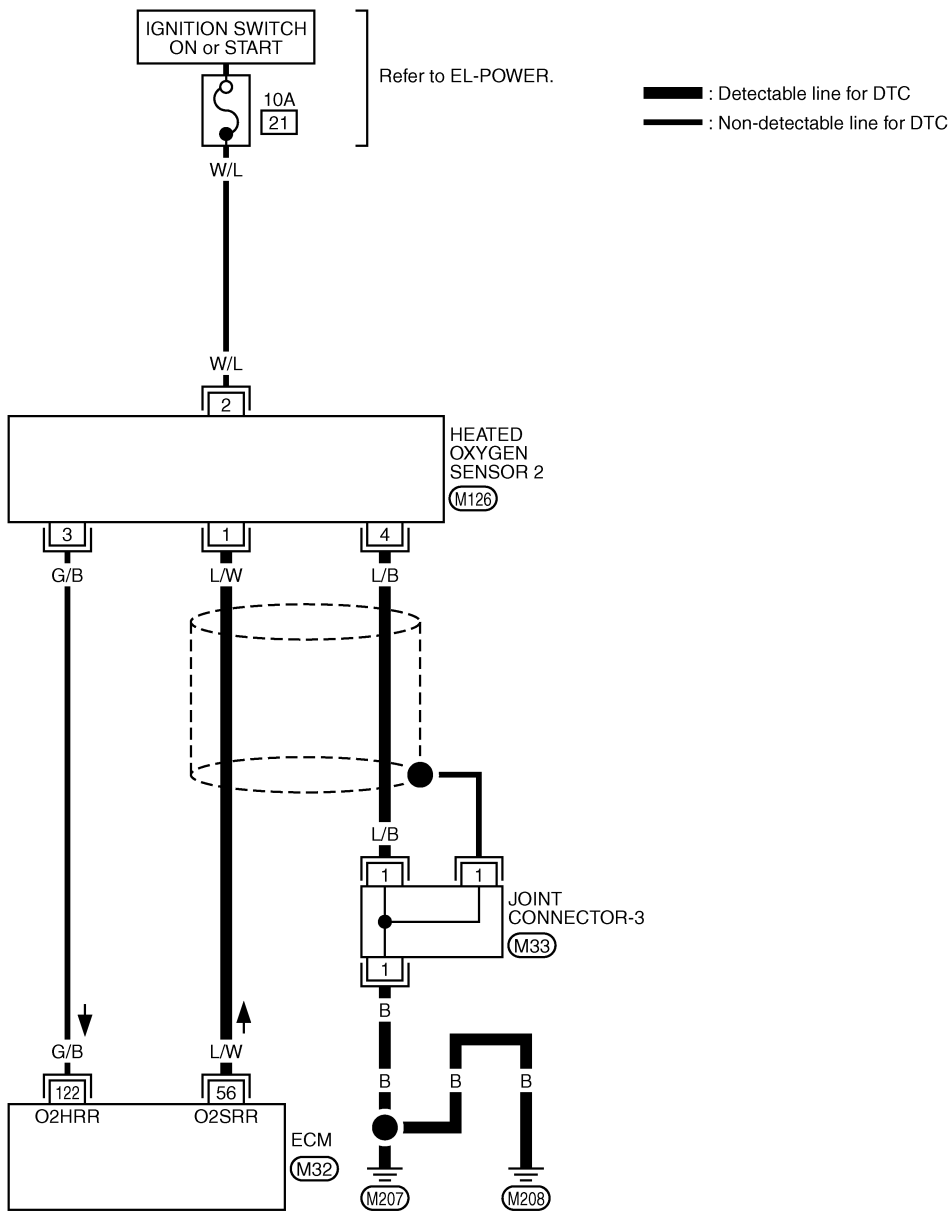 IGNITION SWITCH
ON or START
Refer to EL-POWER.
10A
21
: Detectable line for DTC
: Non-detectable line for DTC
W/L
W/L
2
HEATED
OXYGEN
SENSOR 2
M126
3
1
4
G/B
L/W
L/B
L/B
1
1
JOINT
CONNECTOR-3
M33
1
B
G/B
L/W
B
B
B
122
56
O2HRR
O2SRR
ECM
M32
M207
M208